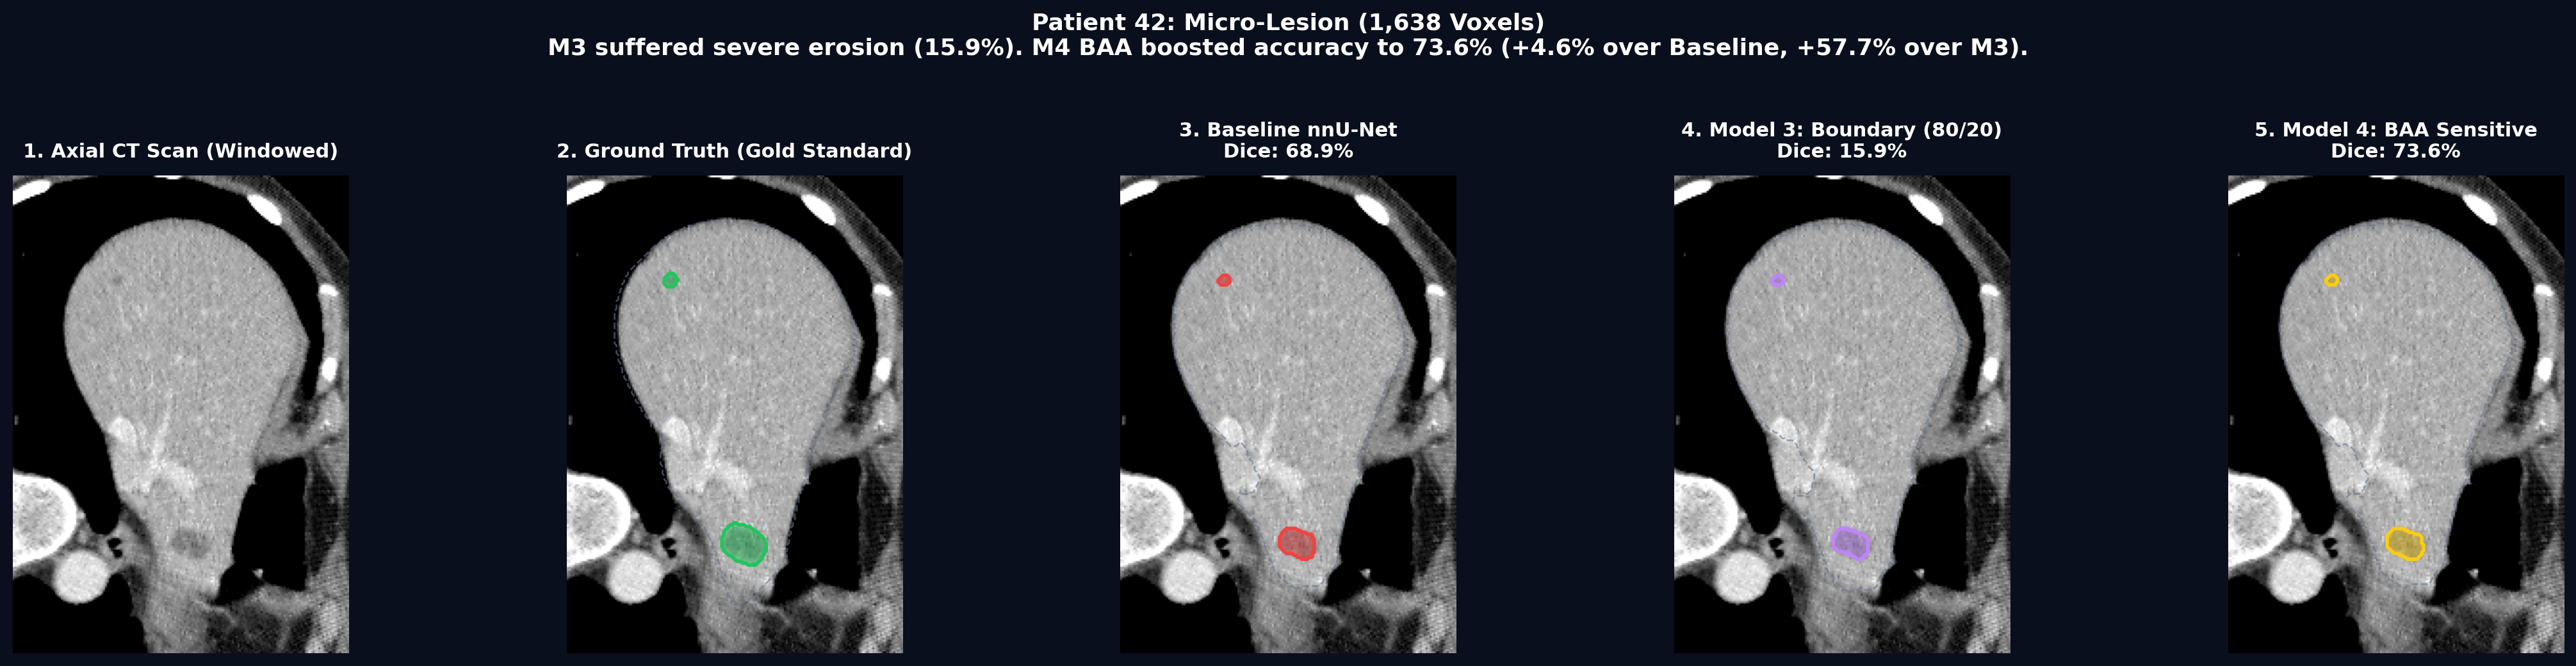 Patient 42: Micro-Lesion (1,638 Voxels)
M3 suffered severe erosion (15.9%). M4 BAA boosted accuracy to 73.6% (+4.6% over Baseline, +57.7% over M3).
1. Axial CT Scan (Windowed)
2. Ground Truth (Gold Standard)
3. Baseline nnU-Net
Dice: 68.9%
4. Model 3: Boundary (80/20)
Dice: 15.9%
5. Model 4: BAA Sensitive
Dice: 73.6%